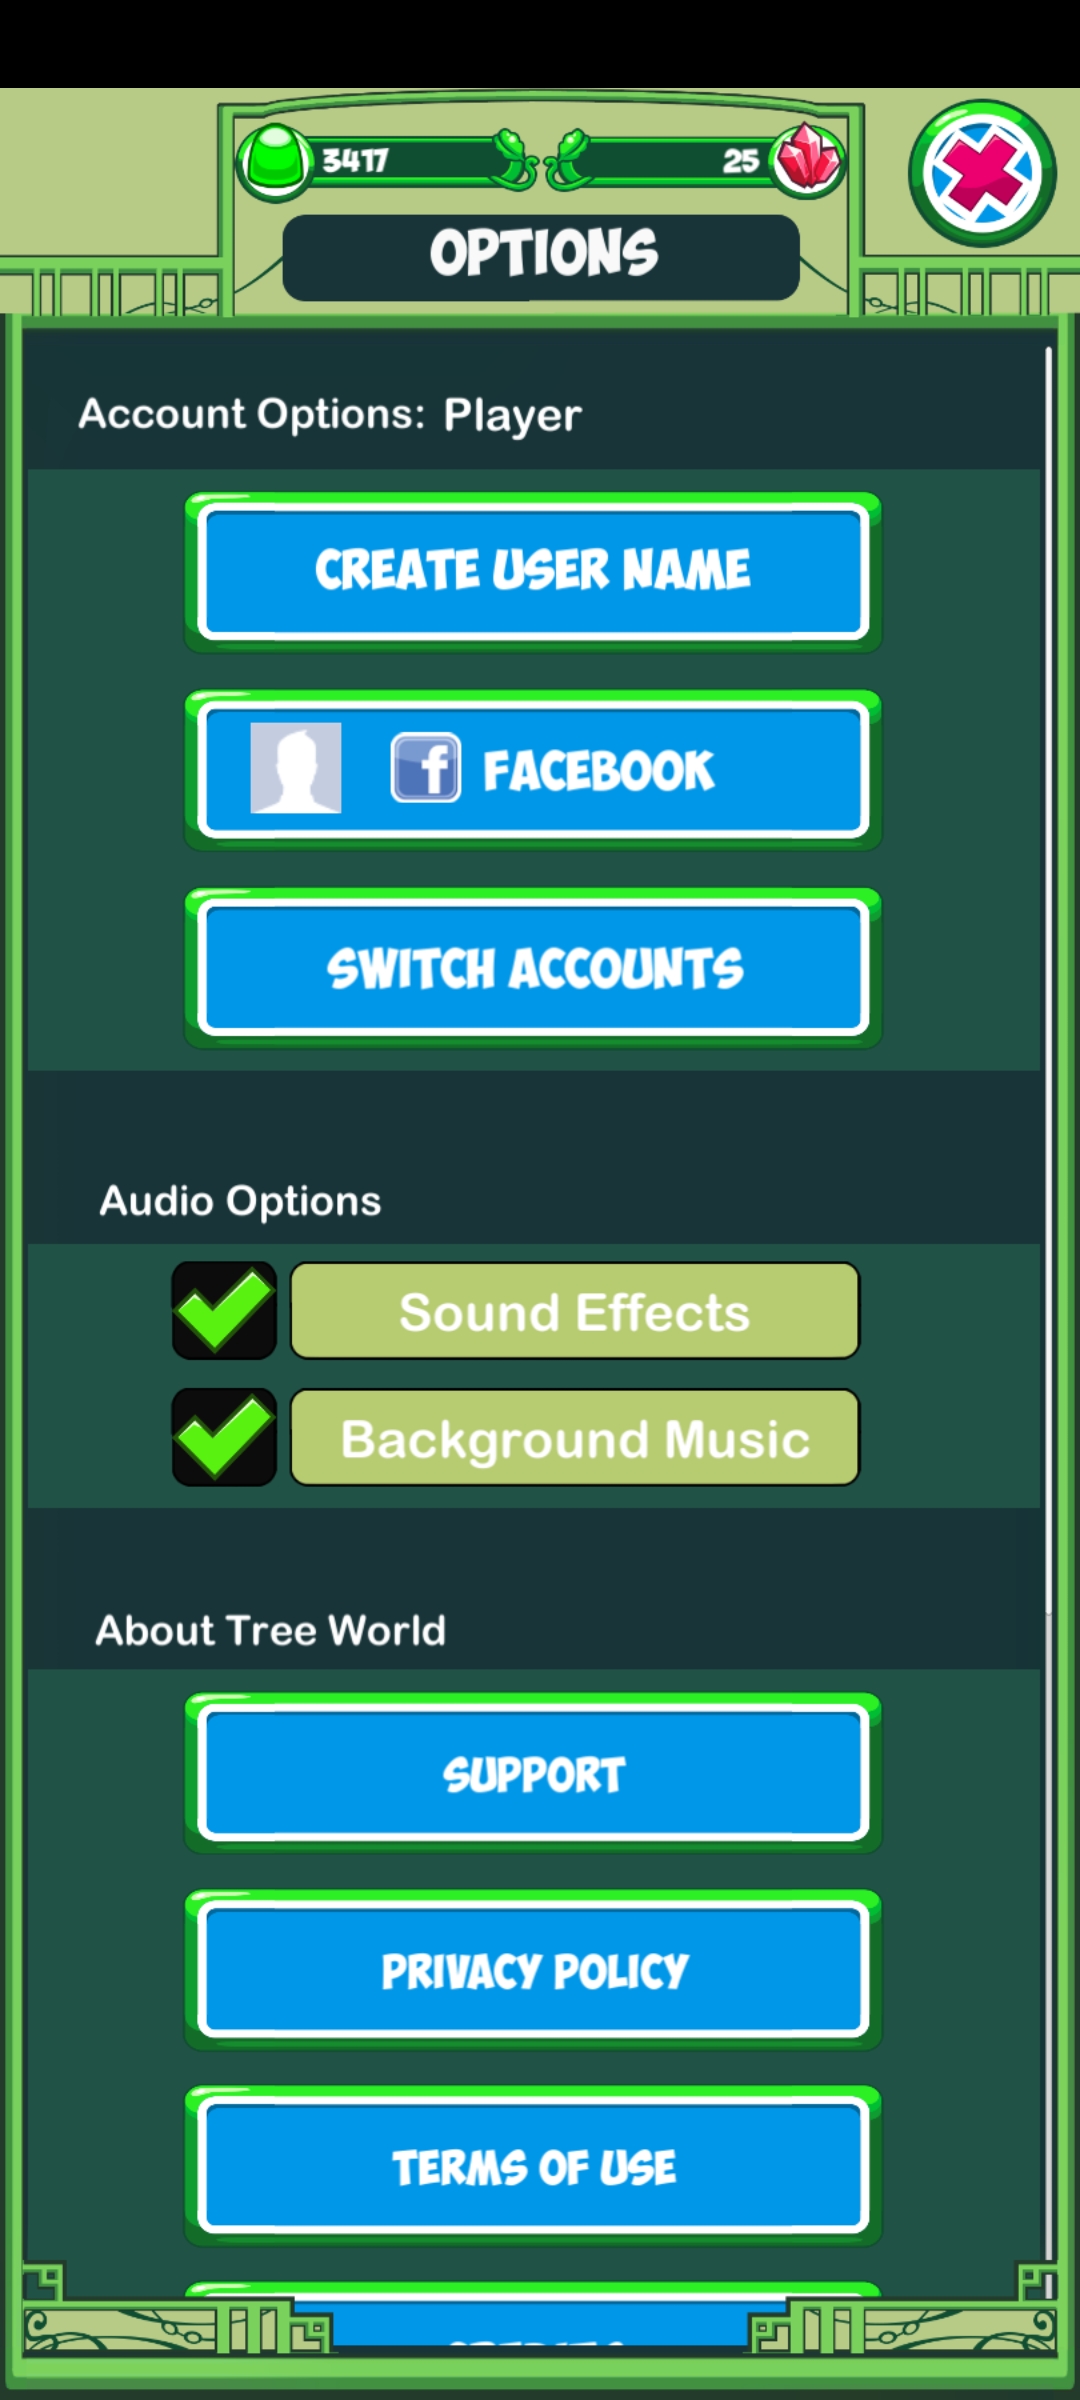 3417
25
OPTIONS
Account Options: Player
CREATE USER NAME
f FACEBOOK
SWITCH ACCOUNTS
Audio Options
Sound Effects
Background Music
About Tree World
SUPPORT
PRIVACY POLICY
TERMS OF USE